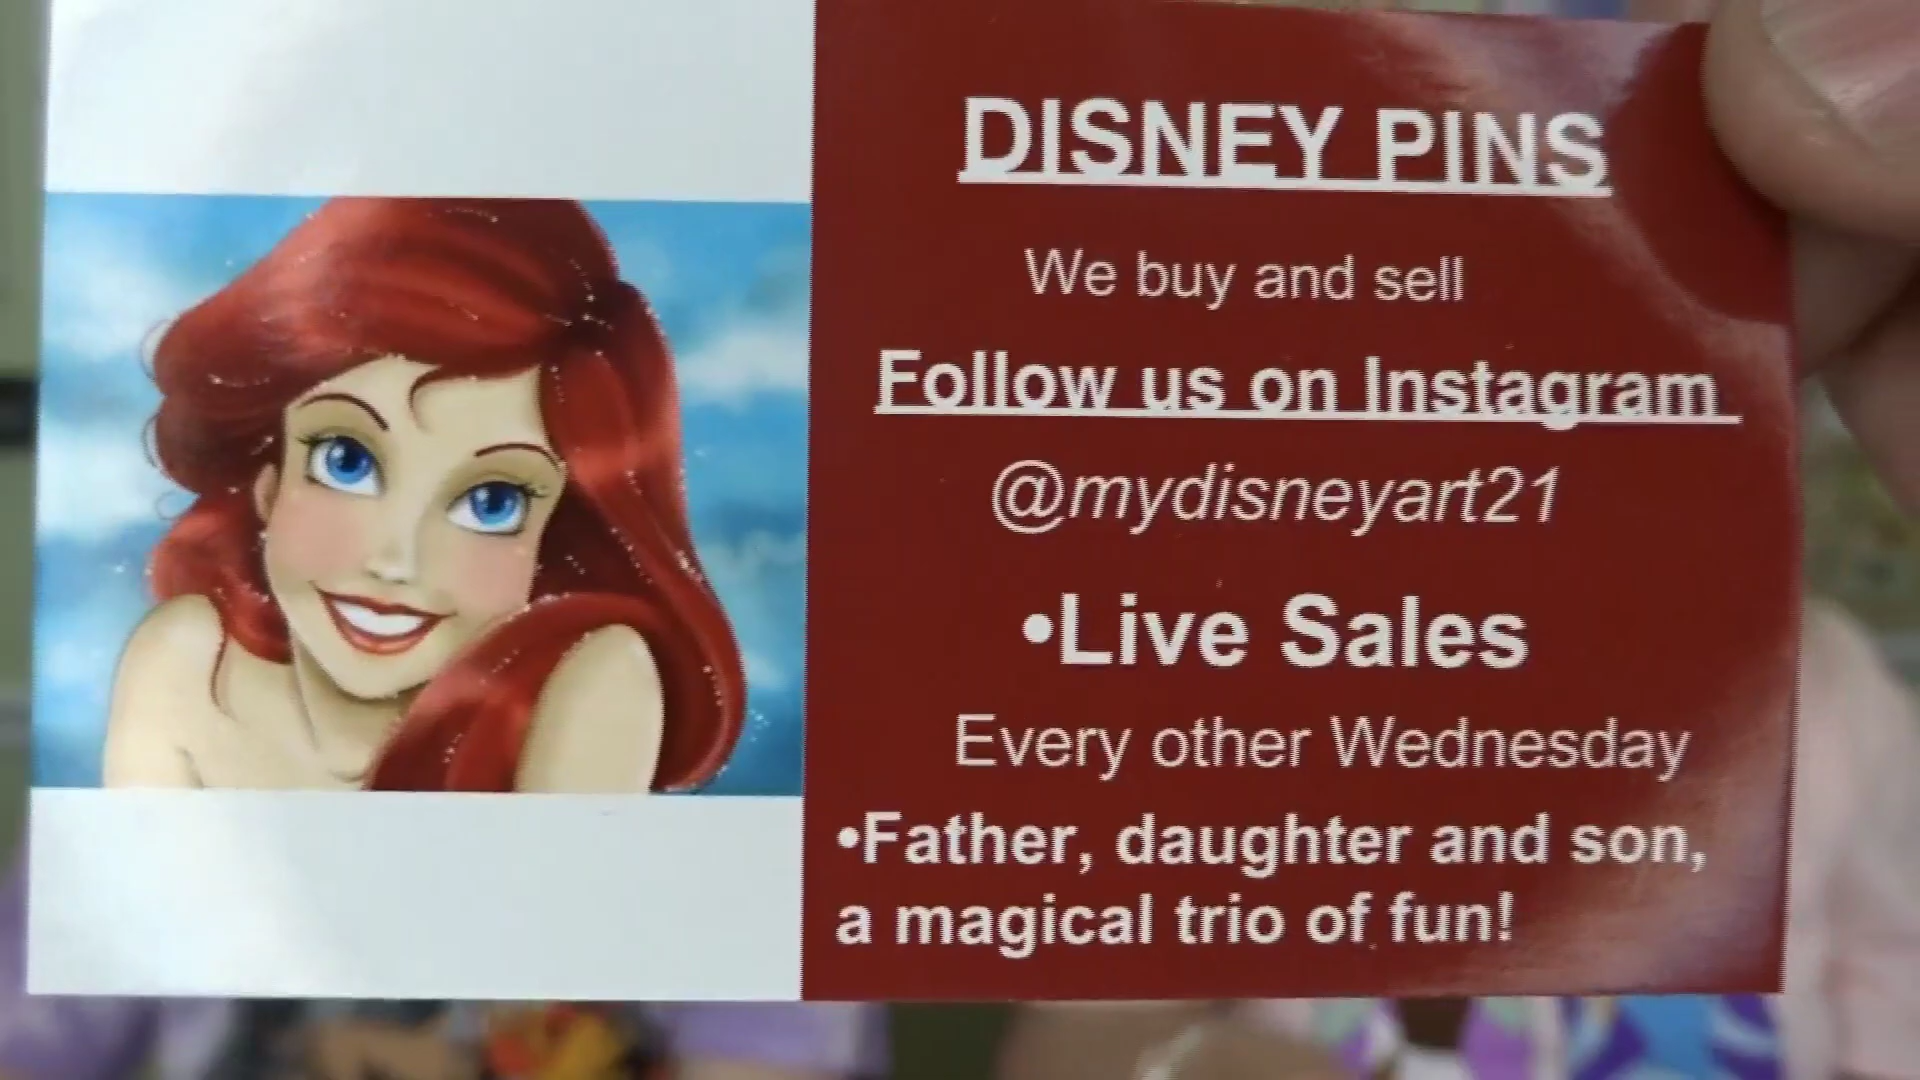 DISNEY PINS
We buy and sell
Follow us on Instagram
@mydisneyart21
•Live Sales
Every other Wednesday
•Father, daughter and son,
a magical trio of fun!